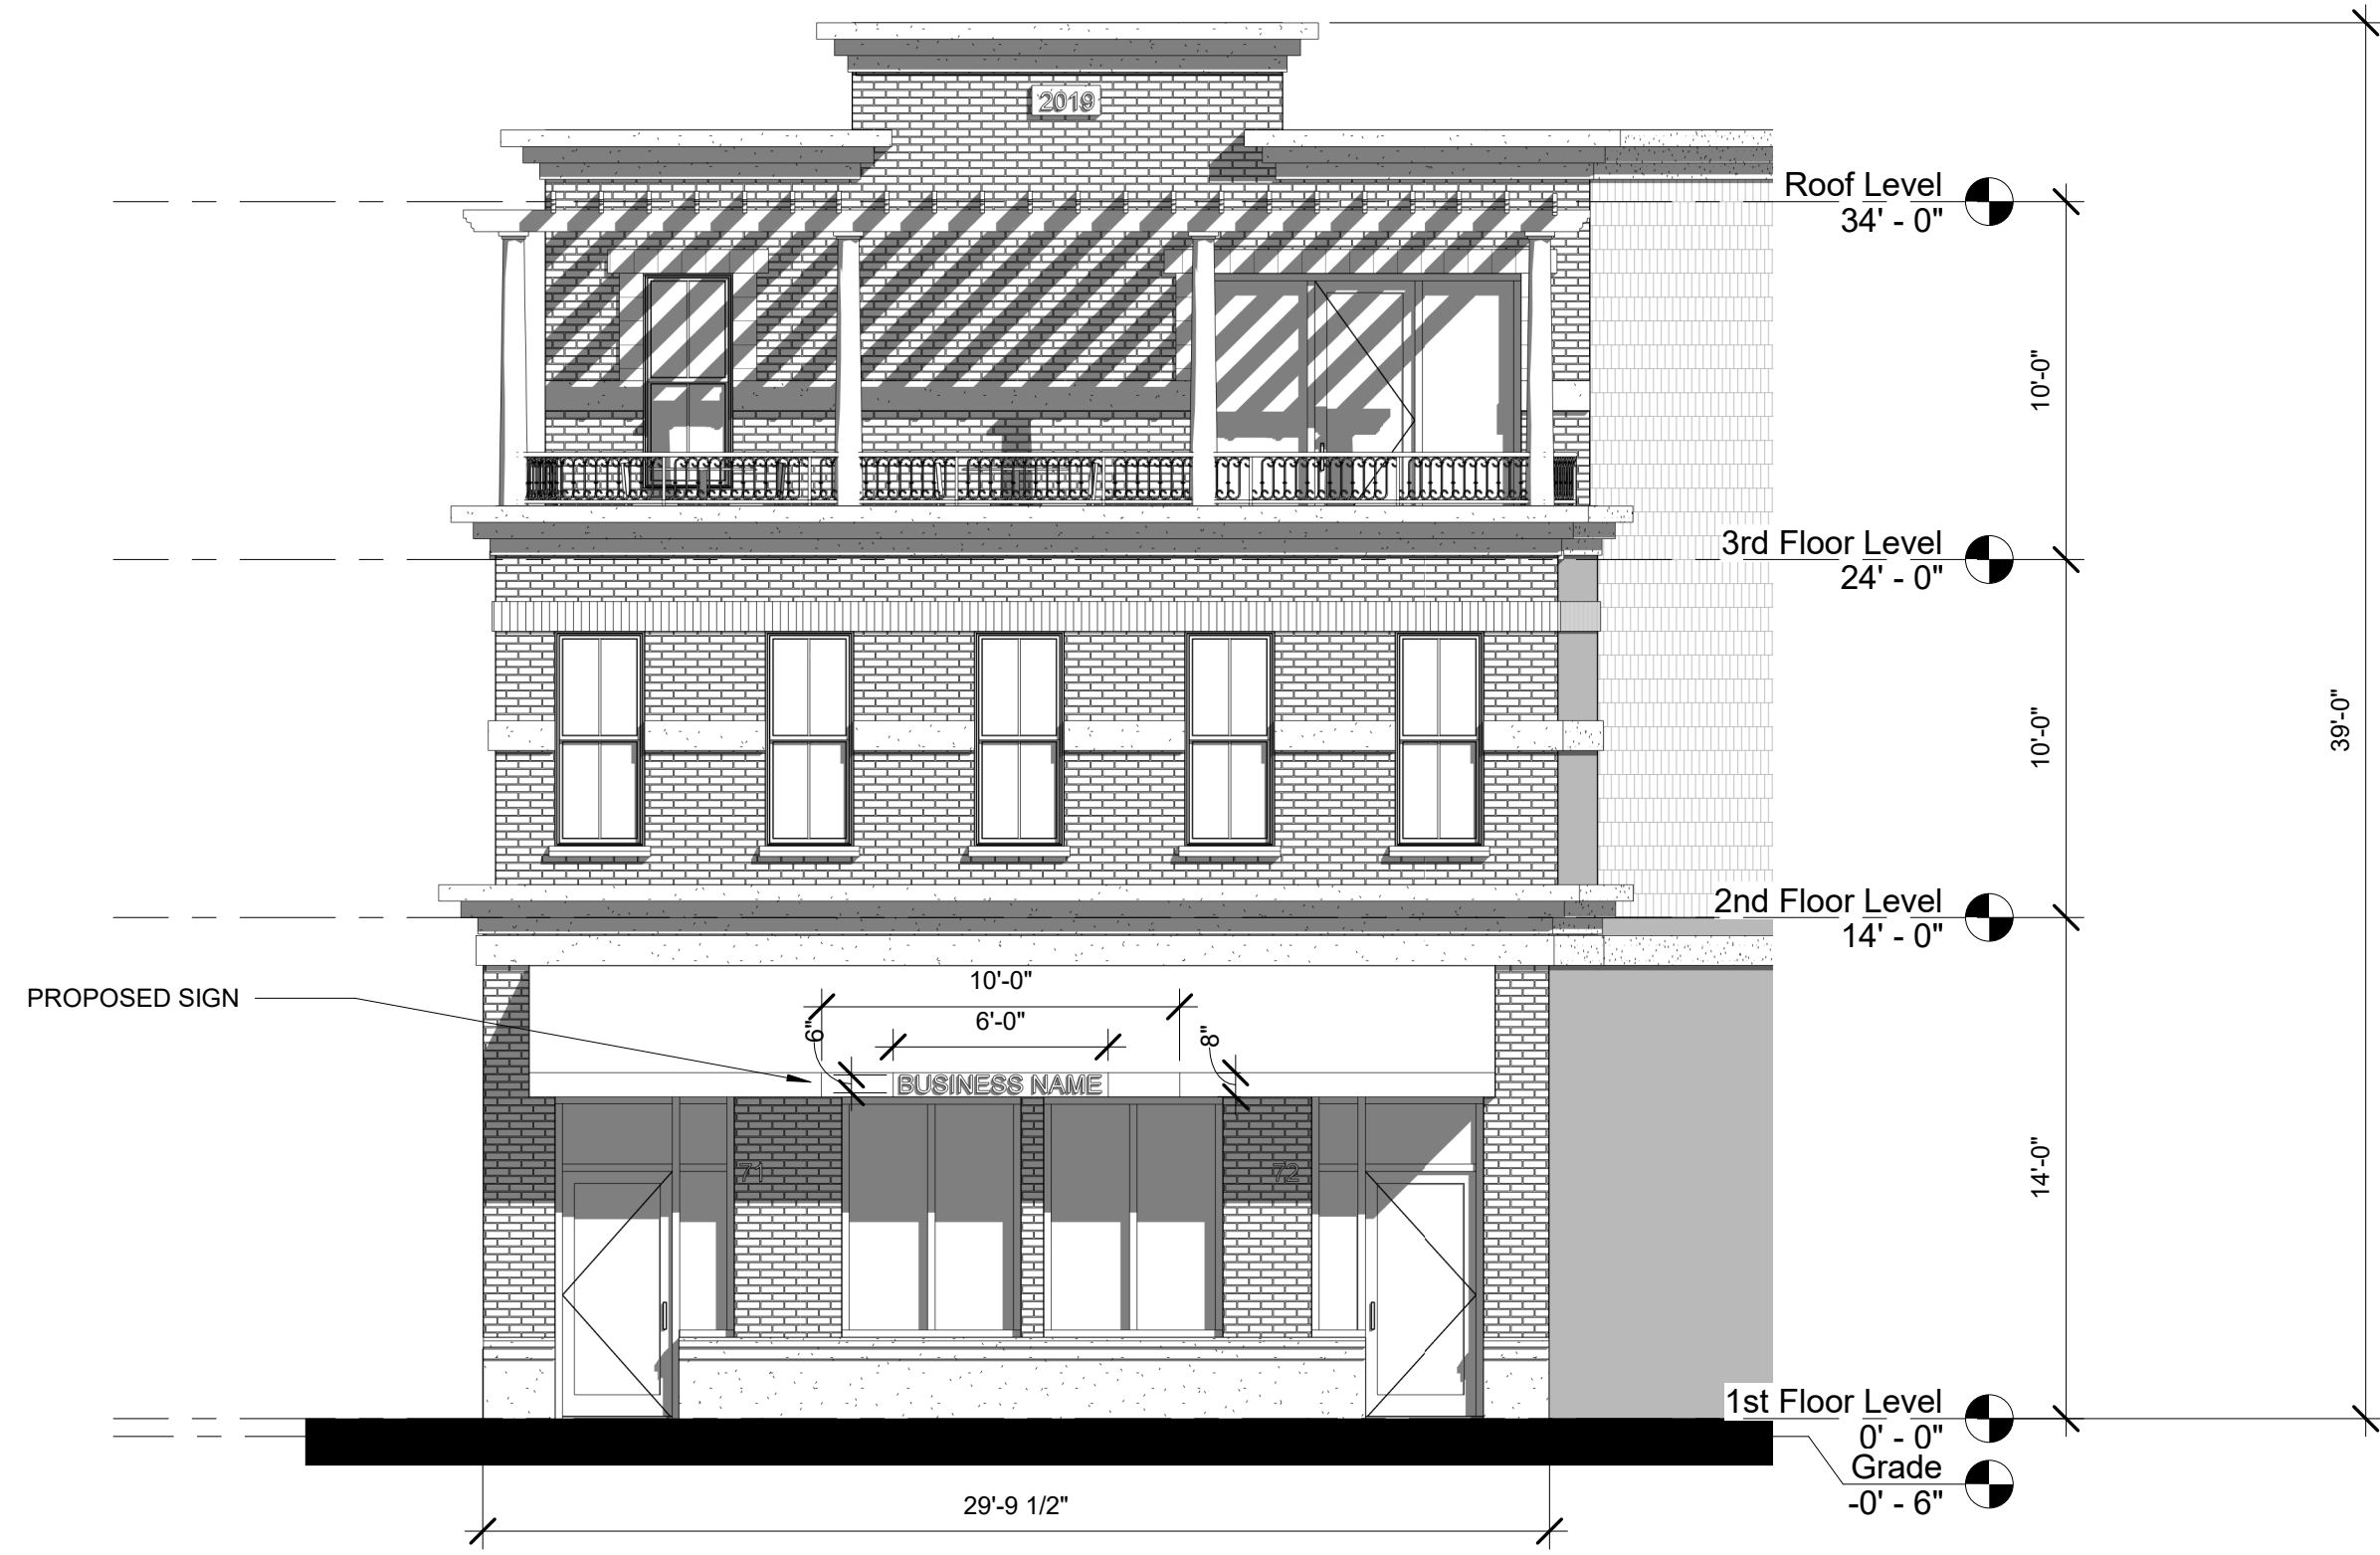 2019
Roof Level
34' - 0"
10'-0"
3rd Floor Level
24' - 0"
10'-0"
39'-0"
2nd Floor Level
14' - 0"
PROPOSED SIGN
10'-0"
6'-0"
6"
8"
BUSINESS NAME
71
72
14'-0"
1st Floor Level
0' - 0"
Grade
-0' - 6"
29'-9 1/2"